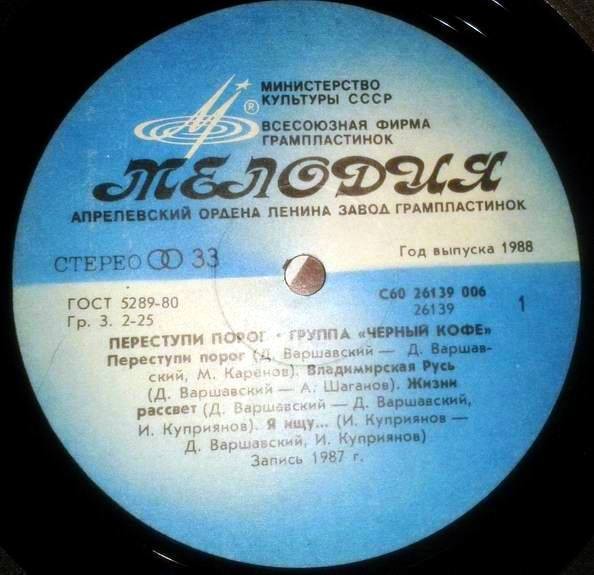 МИНИСТЕРСТВО
КУЛЬТУРЫ СССР
®
ВСЕСОЮЗНАЯ ФИРМА
ГРАМПЛАСТИНОК
МЕЛОДИЯ
АПРЕЛЕВСКИЙ ОРДЕНА ЛЕНИНА ЗАВОД ГРАМПЛАСТИНОК
СТЕРЕО 33
Год выпуска 1988
ГОСТ 5289-80
Гр. 3. 2-25
С60 26139 006
26139
1
ПЕРЕСТУПИ ПОРОГ · ГРУППА «ЧЕРНЫЙ КОФЕ»
Переступи порог (Д. Варшавский — Д. Варшав-
ский, М. Каренов). Владимирская Русь
(Д. Варшавский — А. Шаганов). Жизни
рассвет (Д. Варшавский — Д. Варшавский,
И. Куприянов). Я ищу... (И. Куприянов —
Д. Варшавский, И. Куприянов)
Запись 1987 г.